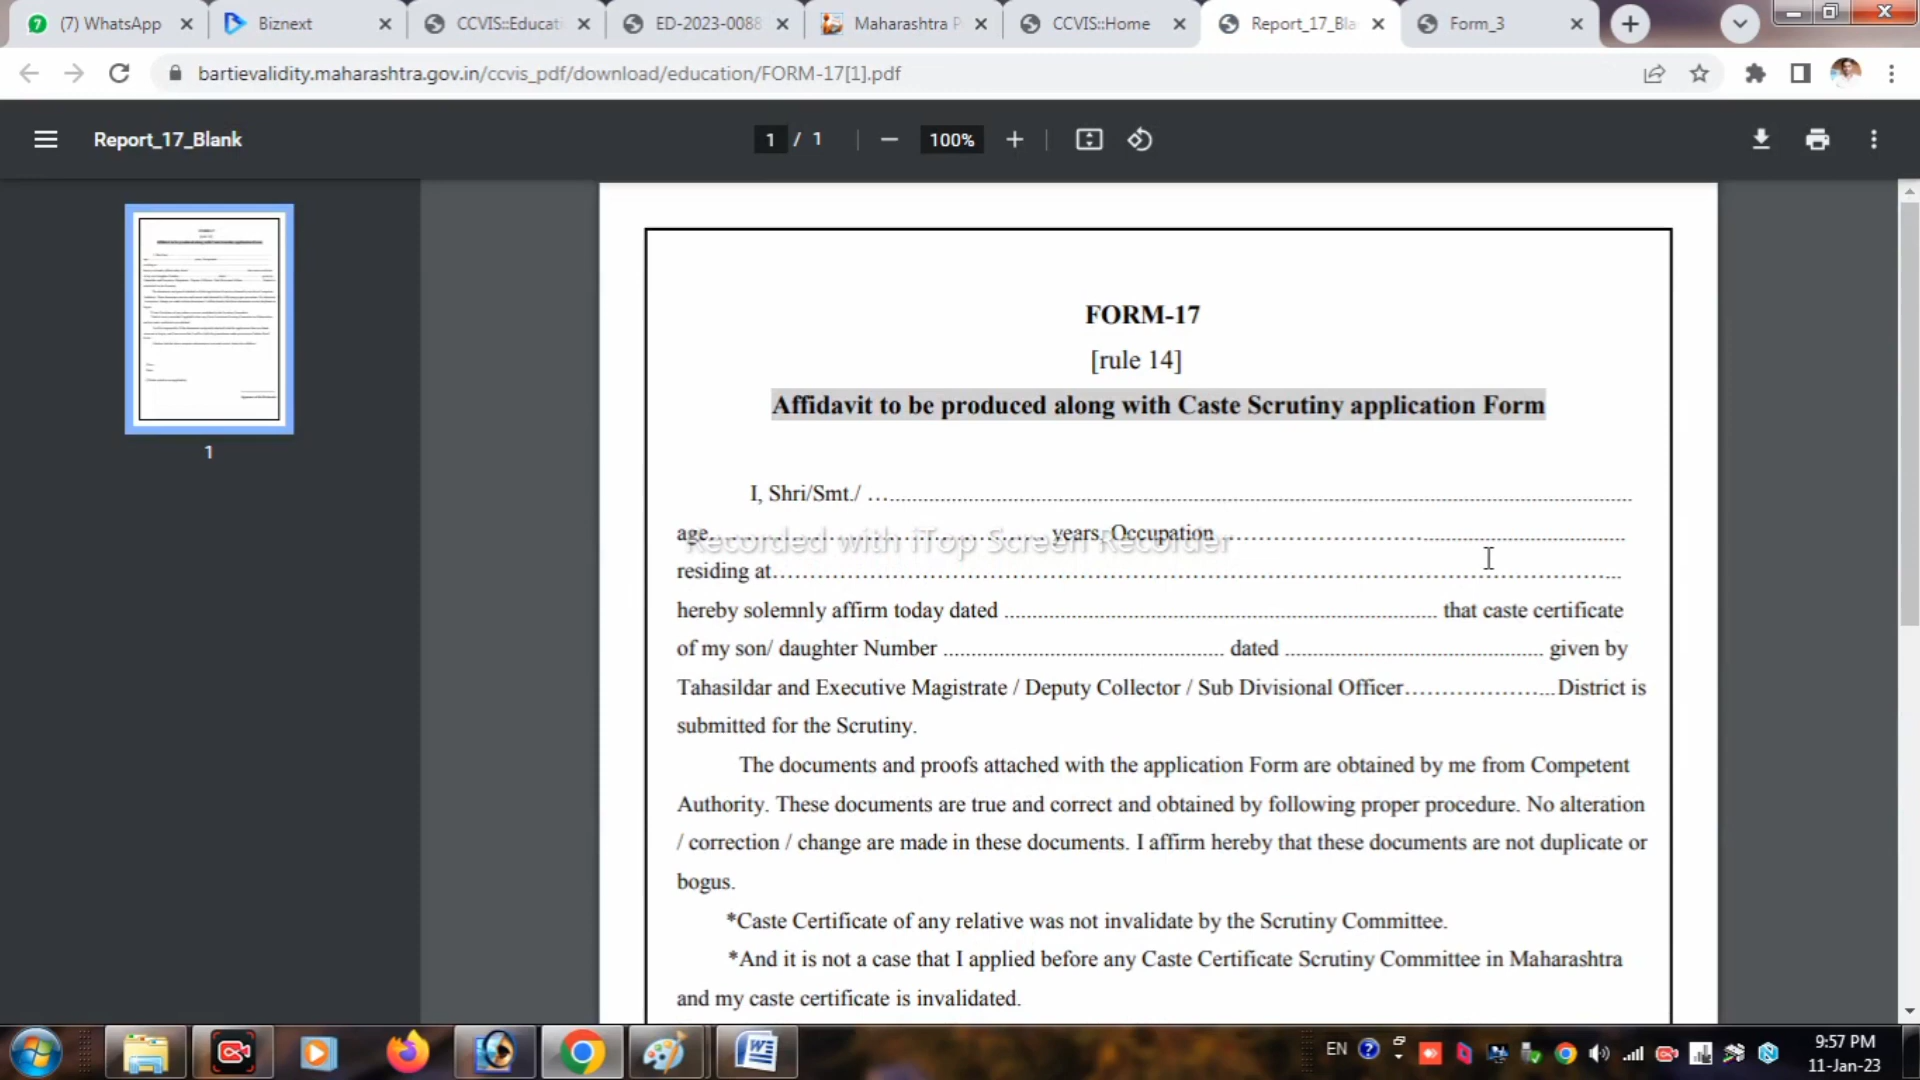 (7) WhatsApp
Biznext
CCVIS::Educati
ED-2023-0088
Maharashtra P
CCVIS::Home
Report_17_Bla
Form_3
bartievalidity.maharashtra.gov.in/ccvis_pdf/download/education/FORM-17[1].pdf
Report_17_Blank
1 / 1
100%
1
FORM-17
[rule 14]
Affidavit to be produced along with Caste Scrutiny application Form
I, Shri/Smt./ ….....................................................................................................................................
age……………………………………. years, Occupation ……………………………....................................
residing at……………………………………………………………………………………………...
hereby solemnly affirm today dated ............................................................................. that caste certificate
of my son/ daughter Number .................................................. dated .............................................. given by
Tahasildar and Executive Magistrate / Deputy Collector / Sub Divisional Officer………………...District is
submitted for the Scrutiny.
The documents and proofs attached with the application Form are obtained by me from Competent
Authority. These documents are true and correct and obtained by following proper procedure. No alteration
/ correction / change are made in these documents. I affirm hereby that these documents are not duplicate or
bogus.
*Caste Certificate of any relative was not invalidate by the Scrutiny Committee.
*And it is not a case that I applied before any Caste Certificate Scrutiny Committee in Maharashtra
and my caste certificate is invalidated.
Recorded with iTop Screen Recorder
EN
9:57 PM
11-Jan-23